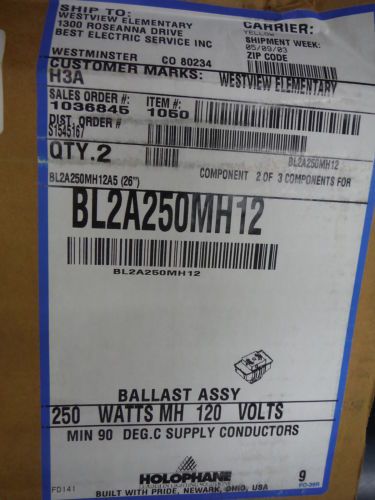 SHIP TO:
WESTVIEW ELEMENTARY
1300 ROSEANNA DRIVE
BEST ELECTRIC SERVICE INC
WESTMINSTER CO 80234
CARRIER:
YELLOW
SHIPMENT WEEK:
05/09/03
ZIP CODE
CUSTOMER MARKS: WESTVIEW ELEMENTARY
H3A
SALES ORDER #: ITEM #:
1036845 1050
DIST. ORDER #
S1545167
QTY. 2
BL2A250MH12
BL2A250MH12A5 (26") COMPONENT 2 OF 3 COMPONENTS FOR
BL2A250MH12
BL2A250MH12
BALLAST ASSY
250 WATTS MH 120 VOLTS
MIN 90 DEG.C SUPPLY CONDUCTORS
HOLOPHANE
BUILT WITH PRIDE, NEWARK, OHIO, USA
FD141
9